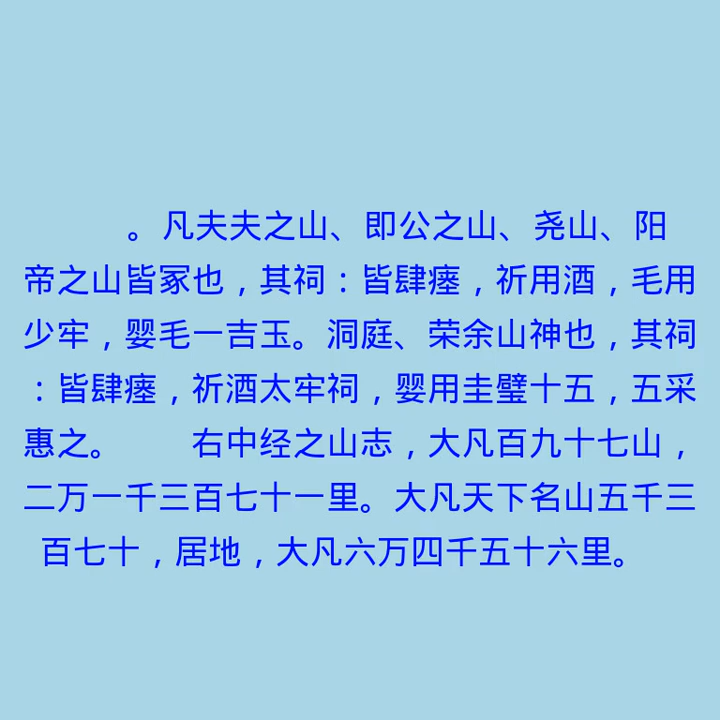 。凡夫夫之山、即公之山、尧山、阳
帝之山皆冢也，其祠：皆肆瘗，祈用酒，毛用
少牢，婴毛一吉玉。洞庭、荣余山神也，其祠
：皆肆瘗，祈酒太牢祠，婴用圭璧十五，五采
惠之。　　右中经之山志，大凡百九十七山，
二万一千三百七十一里。大凡天下名山五千三
百七十，居地，大凡六万四千五十六里。